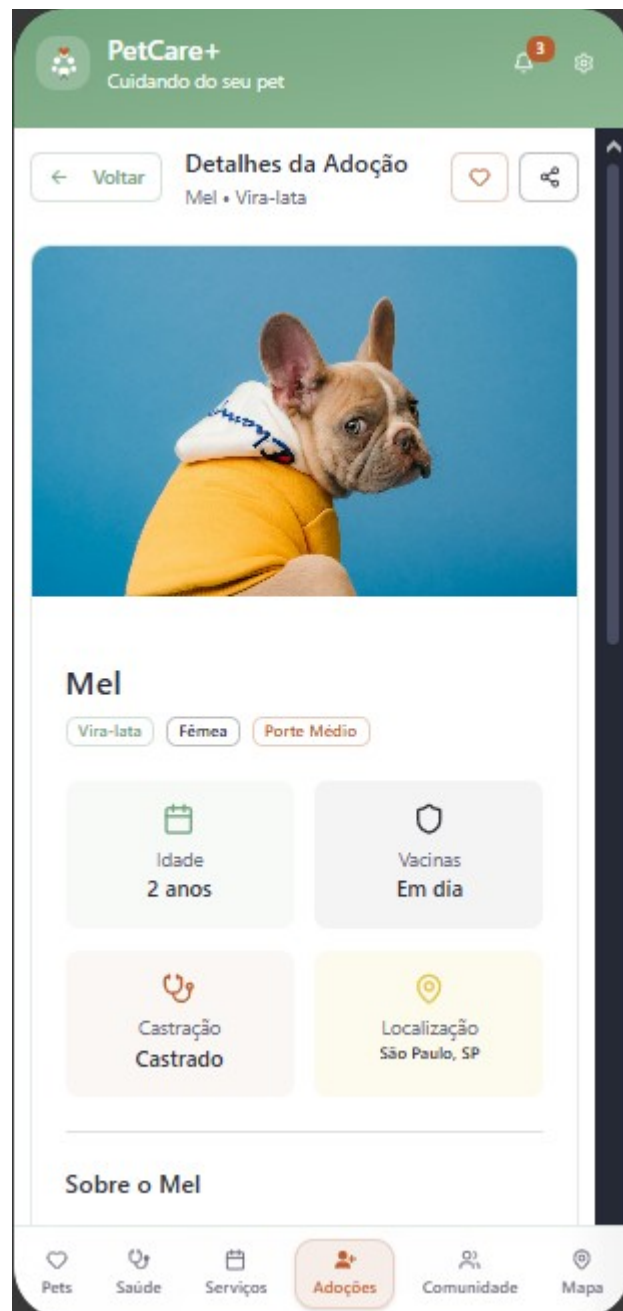 PetCare+
Cuidando do seu pet
3
Voltar
Detalhes da Adoção
Mel • Vira-lata
Mel
Vira-lata
Fêmea
Porte Médio
Idade
2 anos
Vacinas
Em dia
Castração
Castrado
Localização
São Paulo, SP
Sobre o Mel
Pets
Saúde
Serviços
Adoções
Comunidade
Mapa